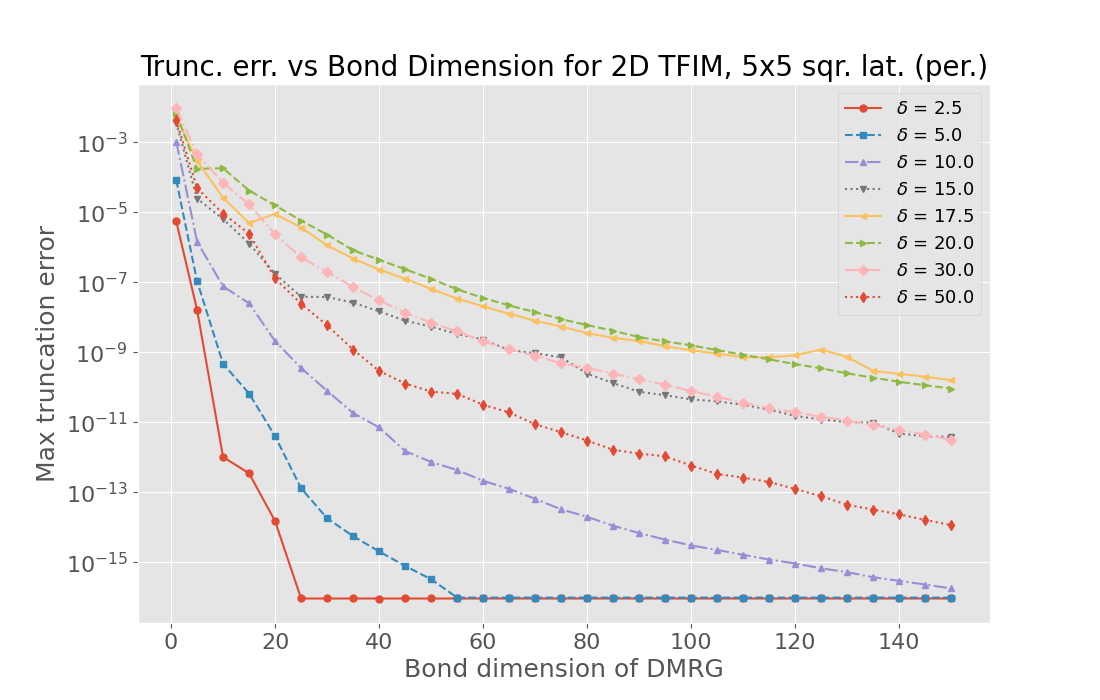 Trunc. err. vs Bond Dimension for 2D TFIM, 5x5 sqr. lat. (per.)
Max truncation error
10⁻³
10⁻⁵
10⁻⁷
10⁻⁹
10⁻¹¹
10⁻¹³
10⁻¹⁵
δ = 2.5
δ = 5.0
δ = 10.0
δ = 15.0
δ = 17.5
δ = 20.0
δ = 30.0
δ = 50.0
0 20 40 60 80 100 120 140
Bond dimension of DMRG